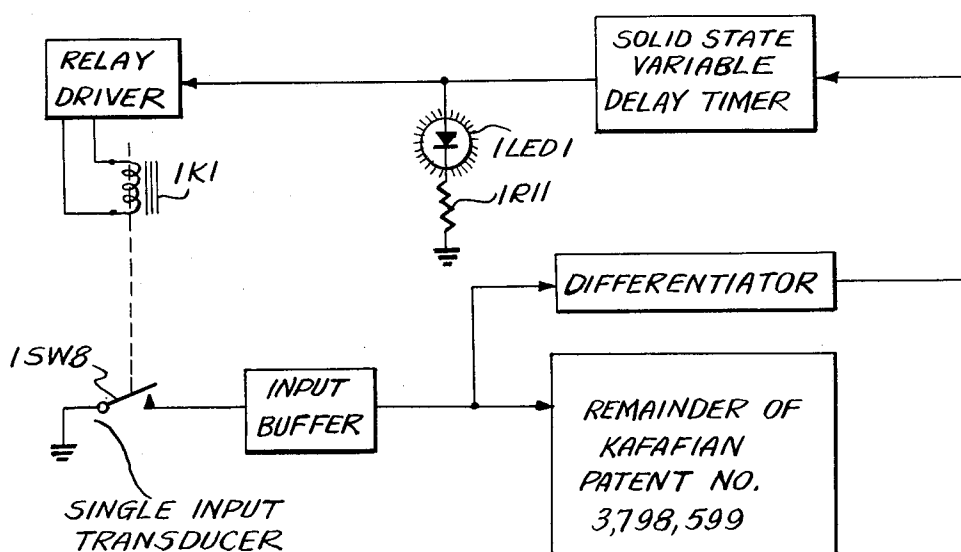 RELAY
DRIVER
SOLID STATE
VARIABLE
DELAY TIMER
1LED1
1R11
1K1
DIFFERENTIATOR
1SW8
INPUT
BUFFER
REMAINDER OF
KAFAFIAN
PATENT NO.
3,798,599
SINGLE INPUT
TRANSDUCER